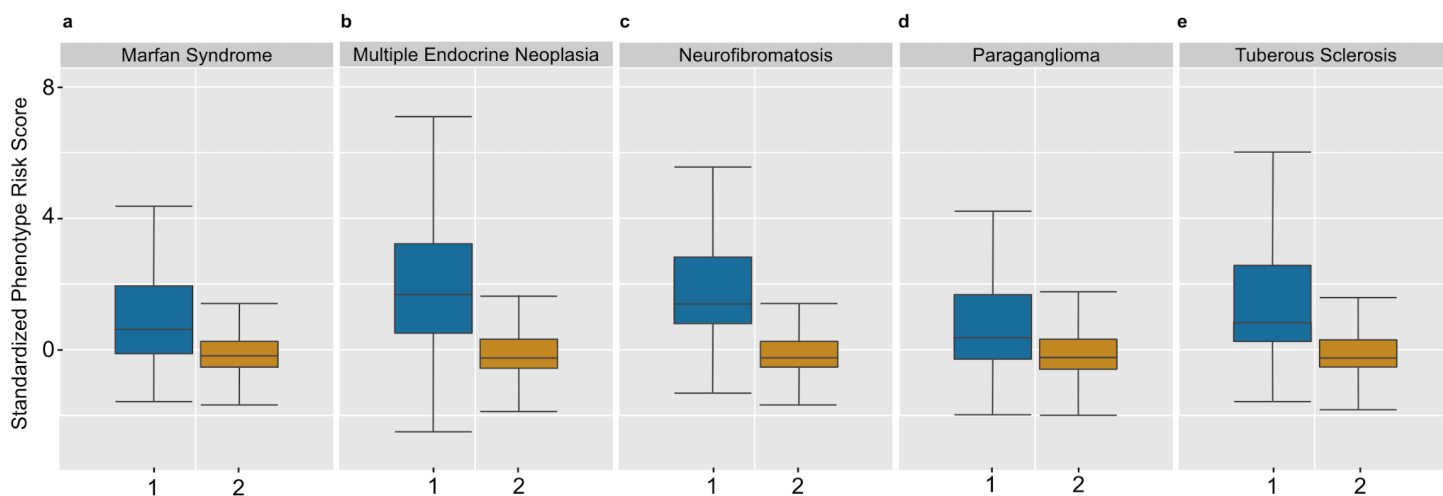 a b c d e
Marfan Syndrome Multiple Endocrine Neoplasia Neurofibromatosis Paraganglioma Tuberous Sclerosis
Standardized Phenotype Risk Score
8
4
0
1 2 1 2 1 2 1 2 1 2